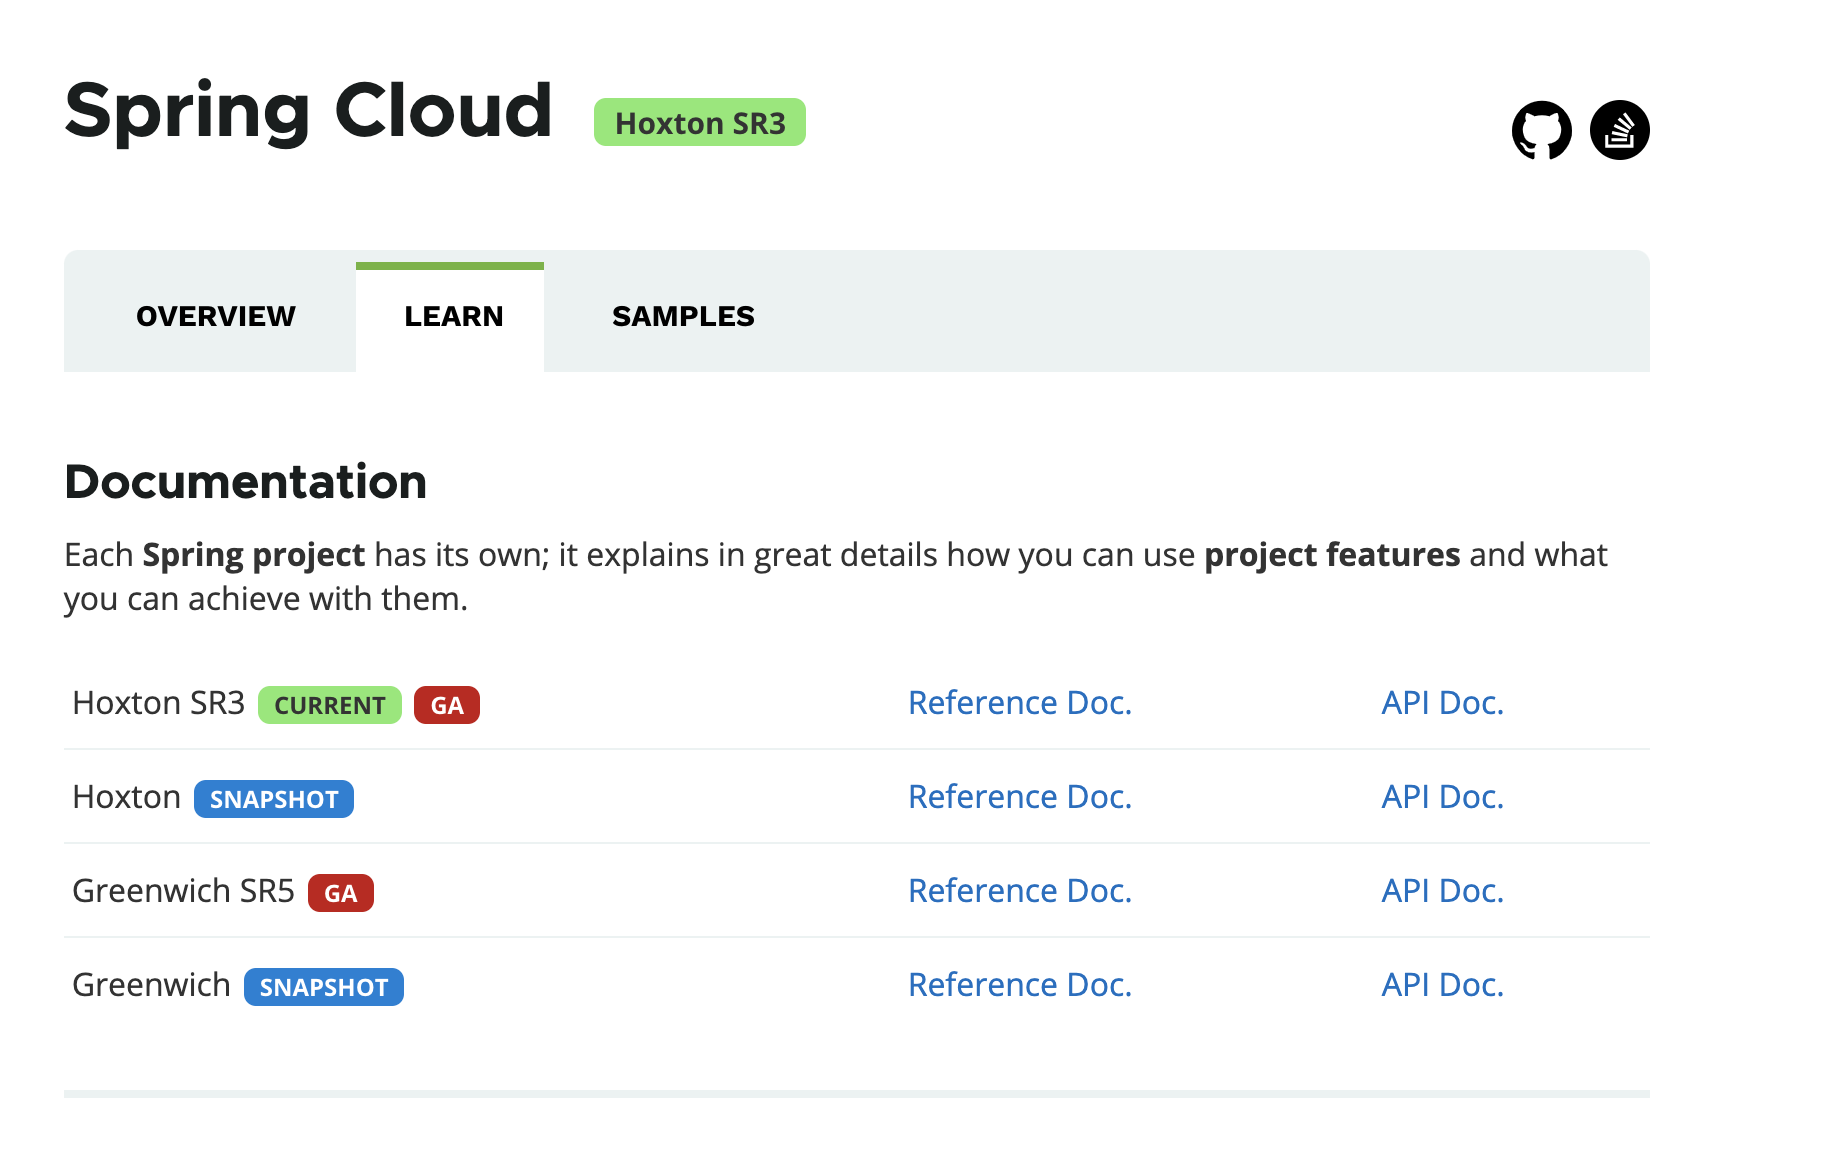 Spring Cloud Hoxton SR3
OVERVIEW LEARN SAMPLES
Documentation
Each Spring project has its own; it explains in great details how you can use project features and what
you can achieve with them.
Hoxton SR3 CURRENT GA Reference Doc. API Doc.
Hoxton SNAPSHOT Reference Doc. API Doc.
Greenwich SR5 GA Reference Doc. API Doc.
Greenwich SNAPSHOT Reference Doc. API Doc.